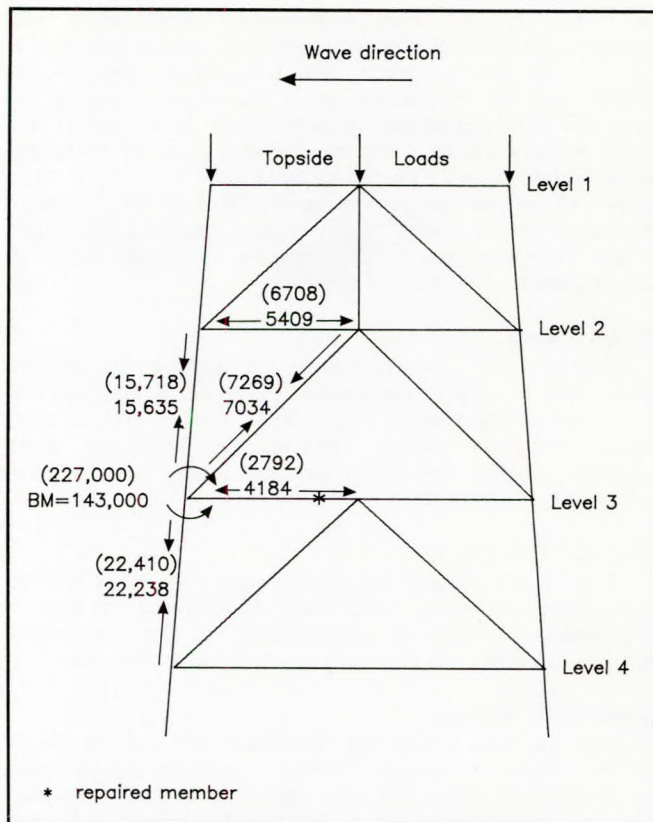 Wave direction
Topside Loads
Level 1
(6708)
5409
Level 2
(15,718)
15,635
(7269)
7034
(2792)
4184
(227,000)
BM=143,000
*
Level 3
(22,410)
22,238
Level 4
* repaired member